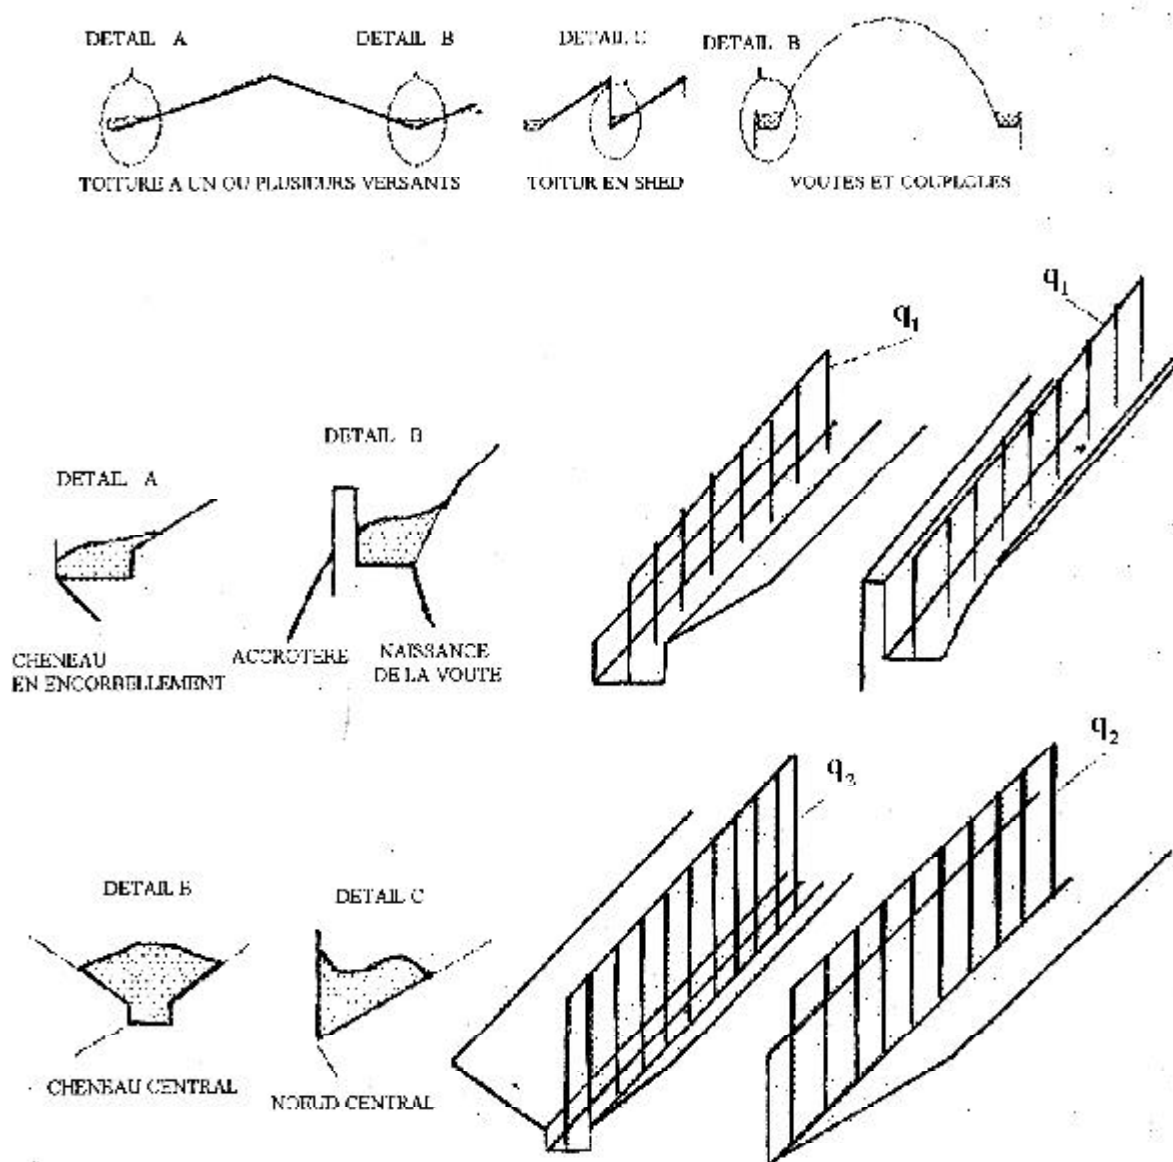 DETAIL A
DETAIL B
DETAIL C
DETAIL B
TOITURE A UN OU PLUSIEURS VERSANTS
TOITUR EN SHED
VOUTES ET COUPLOLES
q1
q1
DETAIL A
DETAIL B
CHENEAU
EN ENCORBELLEMENT
ACCROTERE
NAISSANCE
DE LA VOUTE
q2
q2
DETAIL B
DETAIL C
CHENEAU CENTRAL
NOEUD CENTRAL